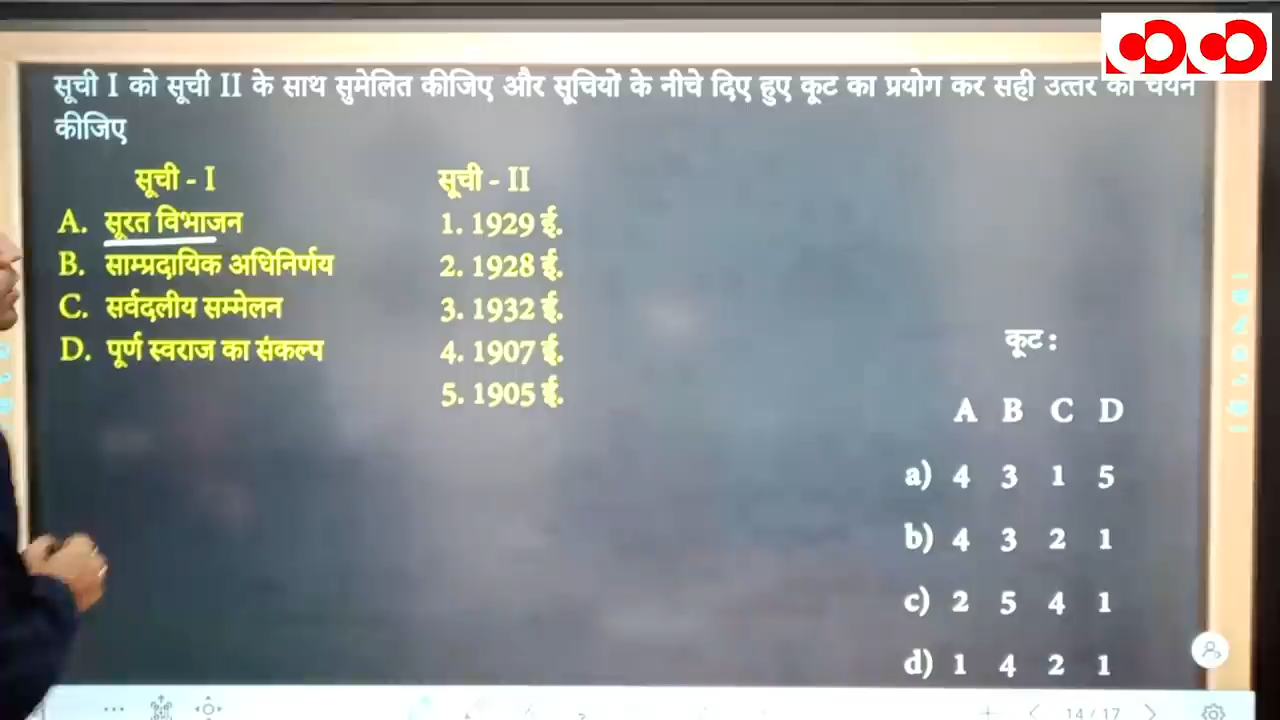 सूची I को सूची II के साथ सुमेलित कीजिए और सूचियों के नीचे दिए हुए कूट का प्रयोग कर सही उत्तर का चयन
कीजिए
सूची - I सूची - II
A. सूरत विभाजन 1. 1929 ई.
B. साम्प्रदायिक अधिनिर्णय 2. 1928 ई.
C. सर्वदलीय सम्मेलन 3. 1932 ई.
D. पूर्ण स्वराज का संकल्प 4. 1907 ई.
5. 1905 ई.
कूट :
A B C D
a) 4 3 1 5
b) 4 3 2 1
c) 2 5 4 1
d) 1 4 2 1
14 / 17